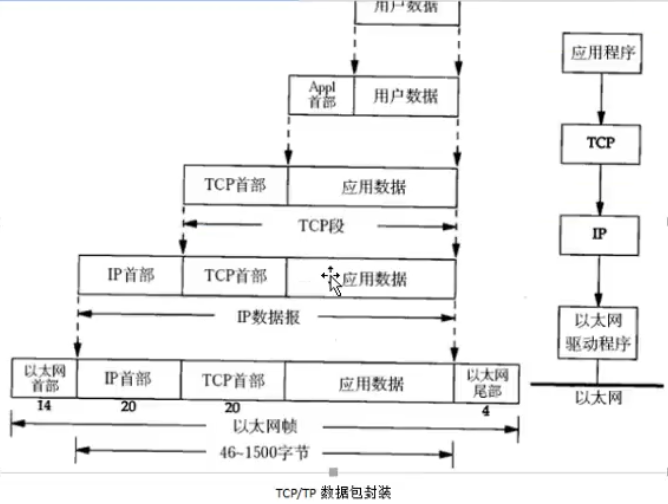 用户数据
应用程序
Appl
首部
用户数据
TCP
TCP首部
应用数据
TCP段
IP
IP首部
TCP首部
应用数据
IP数据报
以太网
驱动程序
以太网
首部
IP首部
TCP首部
应用数据
以太网
尾部
以太网
14
20
20
4
以太网帧
46~1500字节
TCP/TP 数据包封装